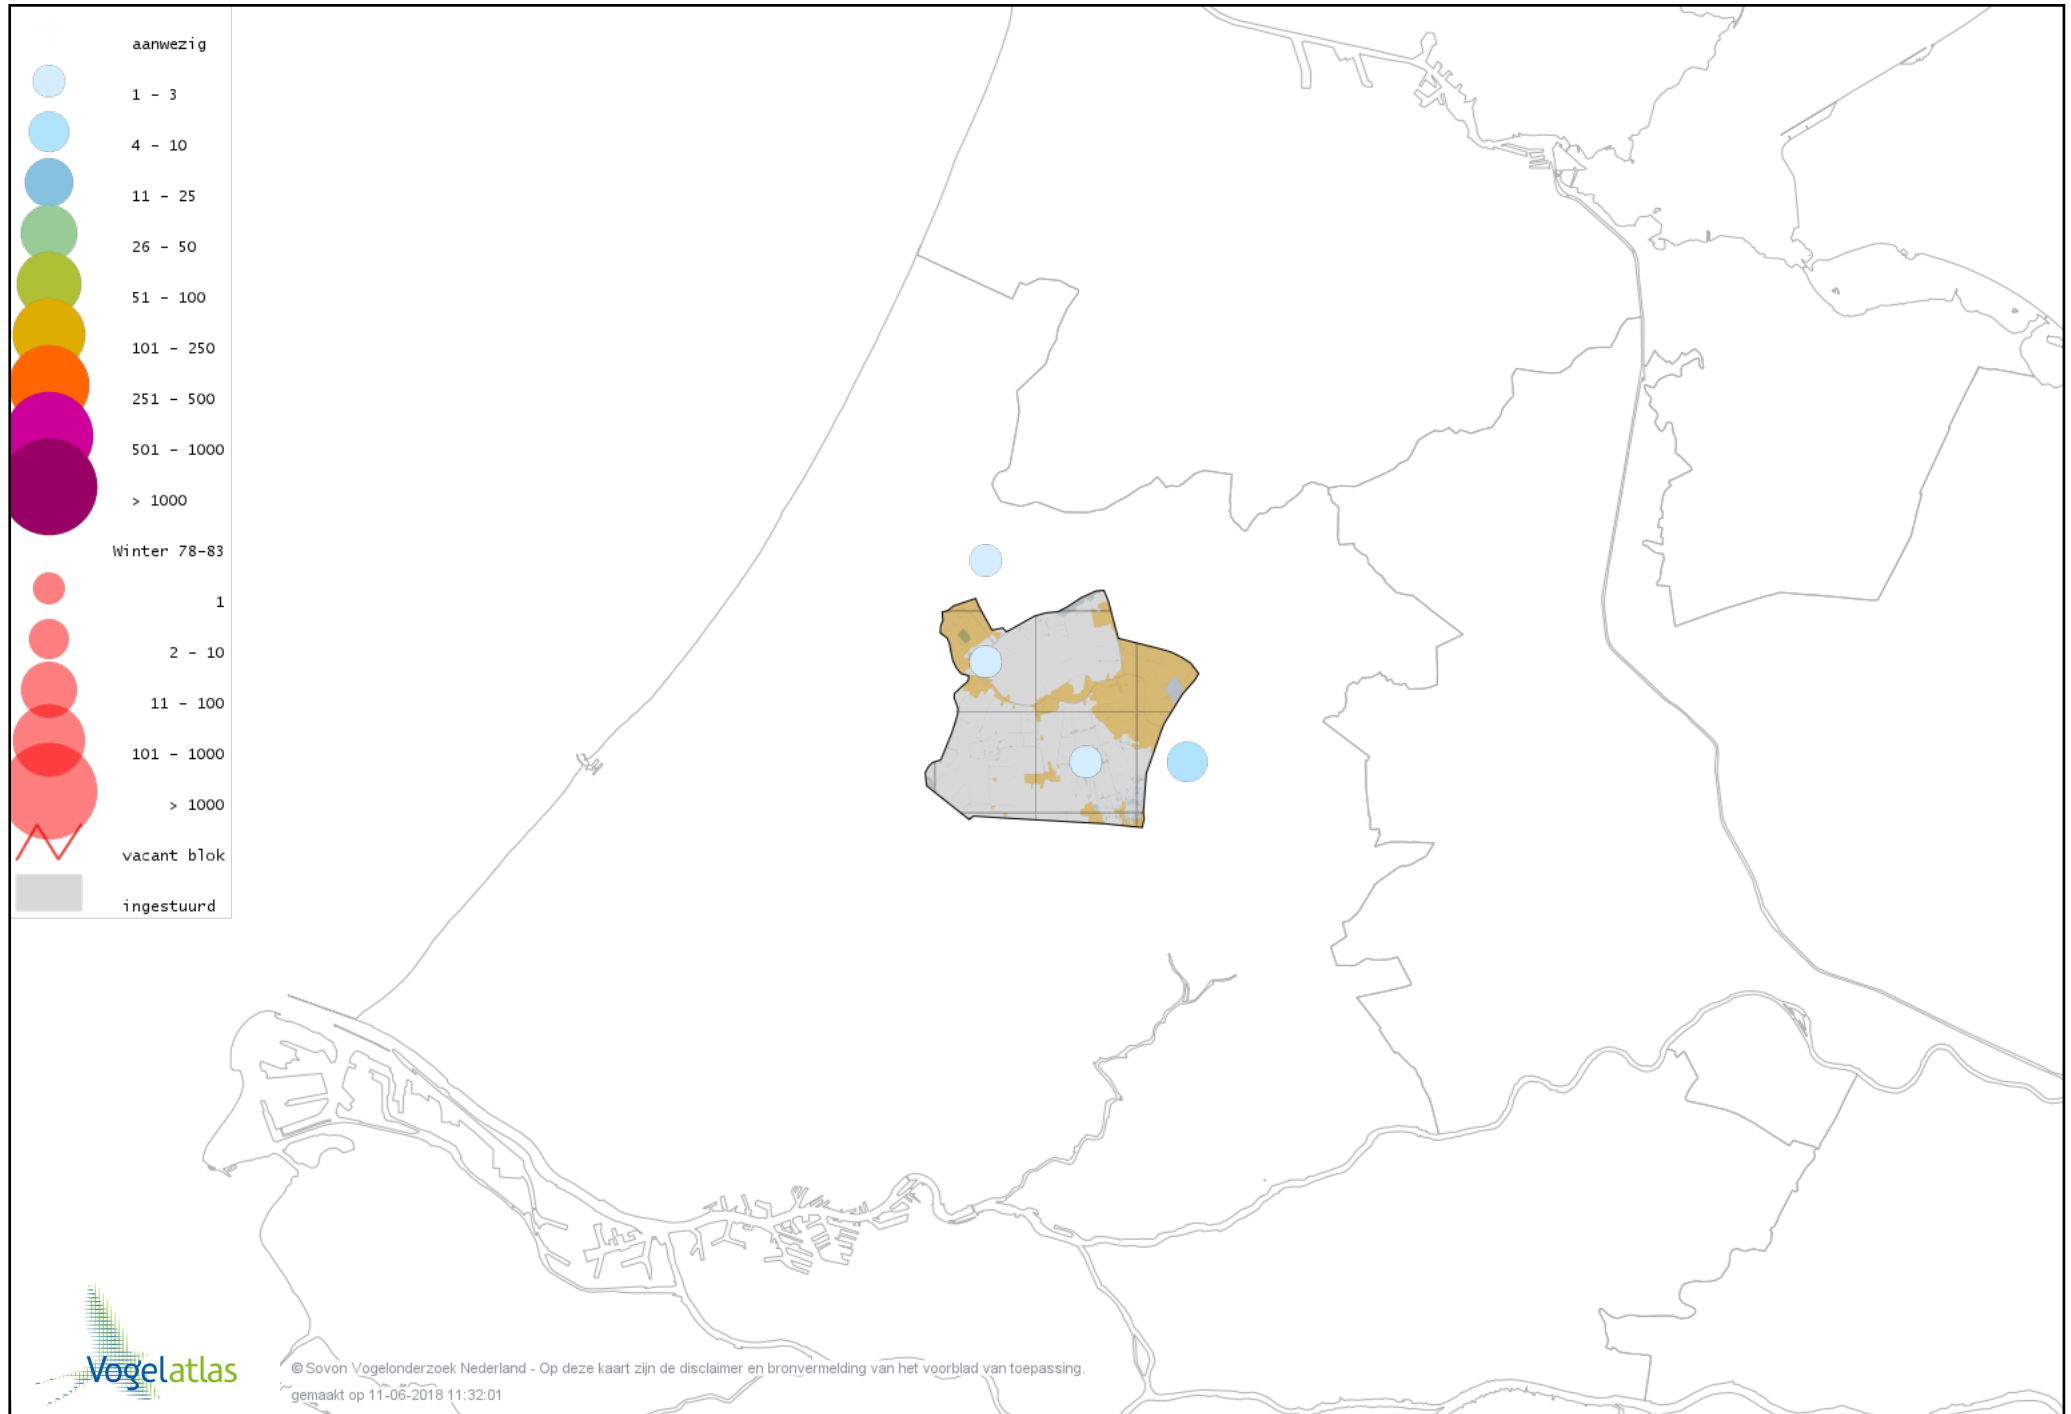 aanwezig
1 - 3
4 - 10
11 - 25
26 - 50
51 - 100
101 - 250
251 - 500
501 - 1000
> 1000
Winter 78-83
1
2 - 10
11 - 100
101 - 1000
> 1000
vacant blok
ingestuurd
Vogelatlas
© Sovon Vogelonderzoek Nederland - Op deze kaart zijn de disclaimer en bronvermelding van het voorblad van toepassing.
gemaakt op 11-06-2018 11:32:01